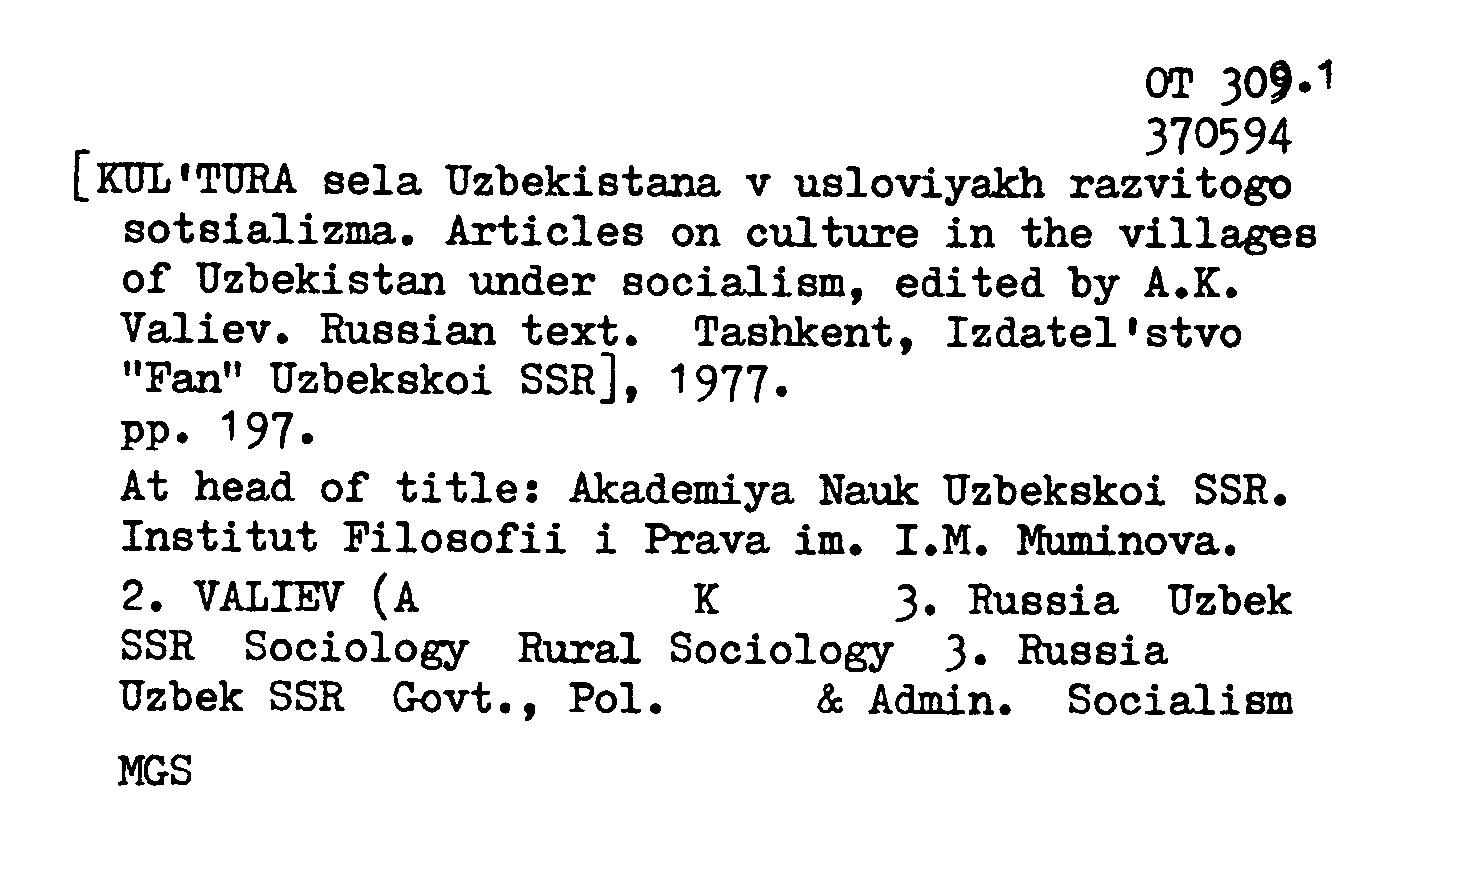 OT 309.1
370594
[KUL'TURA sela Uzbekistana v usloviyakh razvitogo
sotsializma. Articles on culture in the villages
of Uzbekistan under socialism, edited by A.K.
Valiev. Russian text. Tashkent, Izdatel'stvo
"Fan" Uzbekskoi SSR], 1977.
pp. 197.
At head of title: Akademiya Nauk Uzbekskoi SSR.
Institut Filosofii i Prava im. I.M. Muminova.
2. VALIEV (A K 3. Russia Uzbek
SSR Sociology Rural Sociology 3. Russia
Uzbek SSR Govt., Pol. & Admin. Socialism
MGS